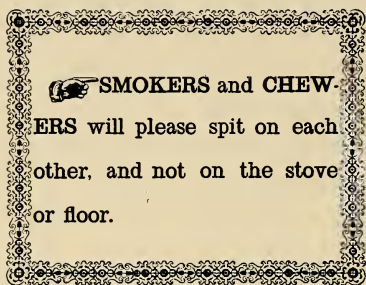 SMOKERS and CHEW-
ERS will please spit on each
other, and not on the stove
or floor.